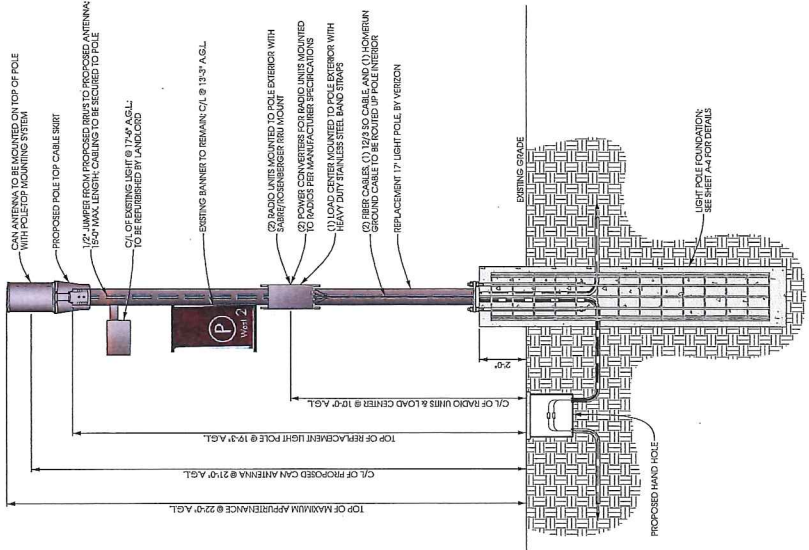 CAN ANTENNA TO BE MOUNTED ON TOP OF POLE
WITH POLE-TOP MOUNTING SYSTEM
PROPOSED POLE TOP CABLE SKIRT
1/2" JUMPER FROM PROPOSED RRU'S TO PROPOSED ANTENNA;
15'-0" MAX. LENGTH; CABLING TO BE SECURED TO POLE
C/L OF EXISTING LIGHT @ 17'-6" A.G.L.;
TO BE REFURBISHED BY LANDLORD
EXISTING BANNER TO REMAIN; C/L @ 13'-3" A.G.L.
P
West 2
(2) RADIO UNITS MOUNTED TO POLE EXTERIOR WITH
SABRE/ROSENBERGER RRU MOUNT
(2) POWER CONVERTERS FOR RADIO UNITS MOUNTED
TO RADIOS PER MANUFACTURER SPECIFICATIONS
(1) LOAD CENTER MOUNTED TO POLE EXTERIOR WITH
HEAVY DUTY STAINLESS STEEL BAND STRAPS
(2) FIBER CABLES, (1) 12/3 SO CABLE, AND (1) HOMERUN
GROUND CABLE TO BE ROUTED UP POLE INTERIOR
REPLACEMENT 17' LIGHT POLE, BY VERIZON
EXISTING GRADE
LIGHT POLE FOUNDATION;
SEE SHEET A-4 FOR DETAILS
2'-0"
C/L OF RADIO UNITS & LOAD CENTER @ 10'-0" A.G.L.
TOP OF REPLACEMENT LIGHT POLE @ 19'-3" A.G.L.
C/L OF PROPOSED CAN ANTENNA @ 21'-0" A.G.L.
TOP OF MAXIMUM APPURTENANCE @ 22'-0" A.G.L.
PROPOSED HAND HOLE